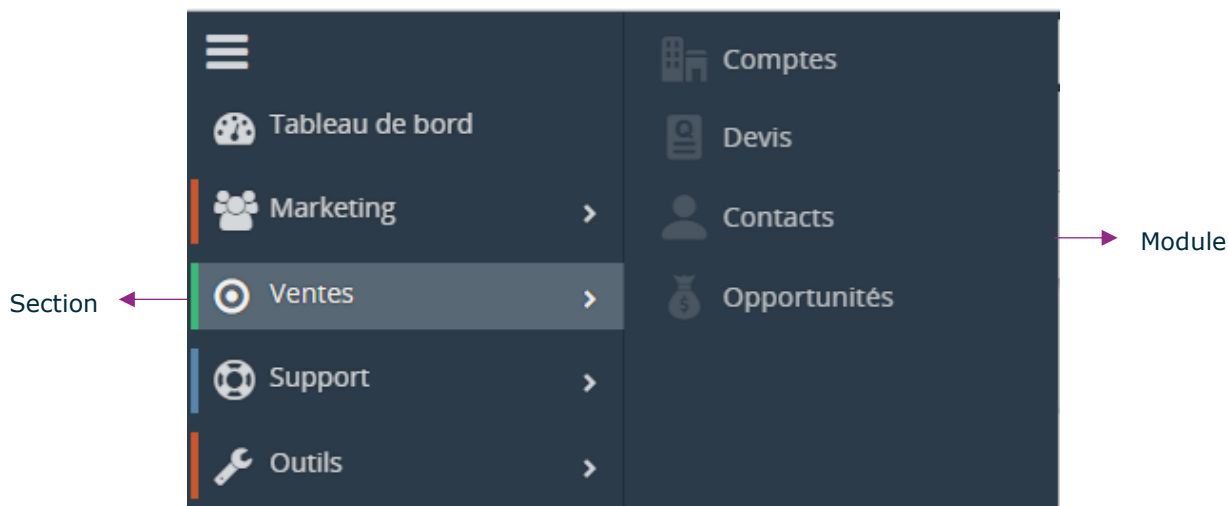 Tableau de bord
Marketing
Ventes
Support
Outils
Comptes
Devis
Contacts
Opportunités
Section
Module